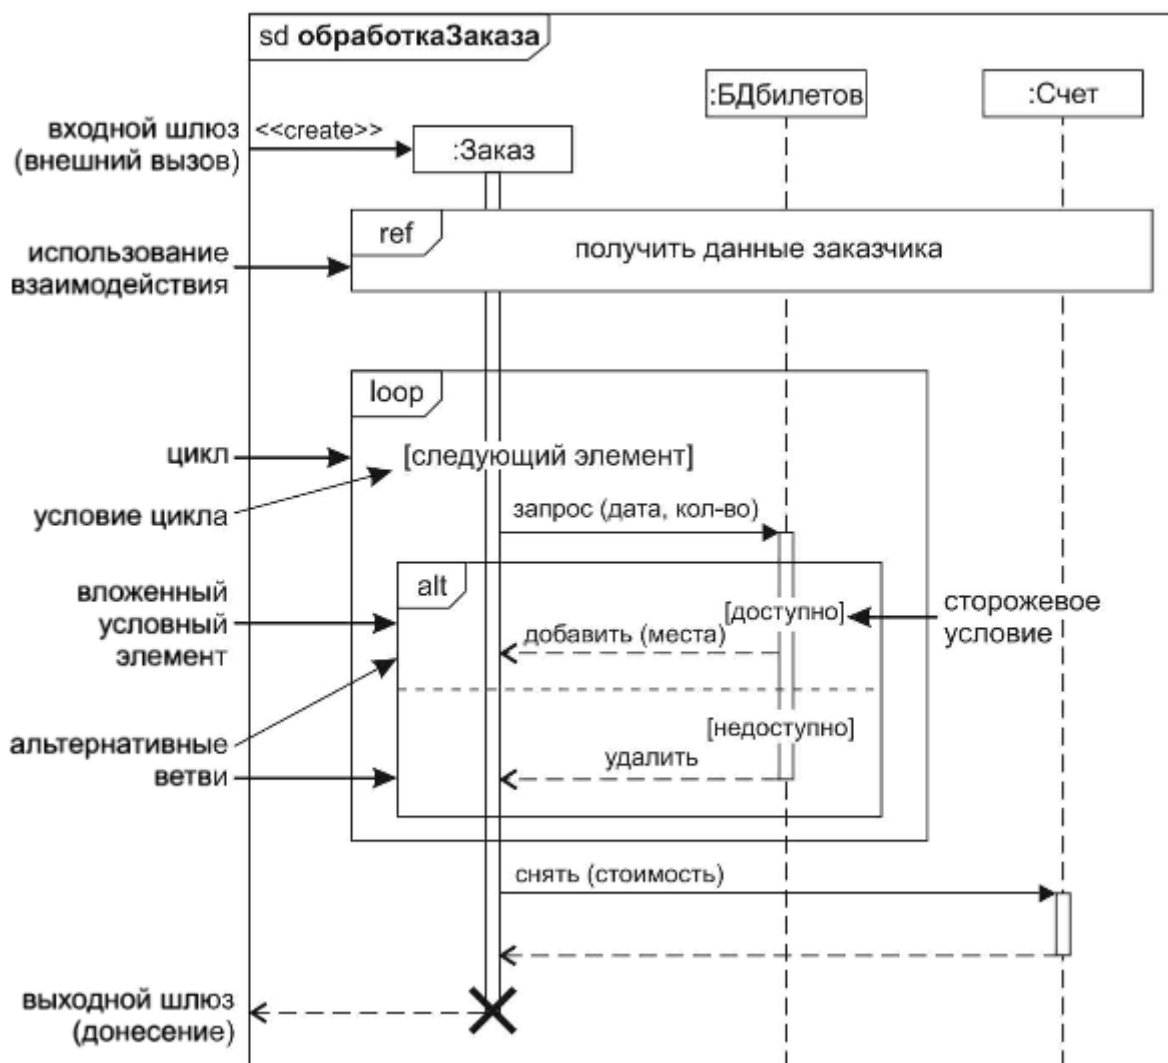 sd обработкаЗаказа
:БДбилетов
:Счет
входной шлюз
(внешний вызов)
<<create>>
:Заказ
ref
получить данные заказчика
использование
взаимодействия
loop
цикл
[следующий элемент]
условие цикла
запрос (дата, кол-во)
вложенный
условный
элемент
alt
[доступно]
сторожевое
условие
добавить (места)
альтернативные
ветви
[недоступно]
удалить
снять (стоимость)
выходной шлюз
(донесение)